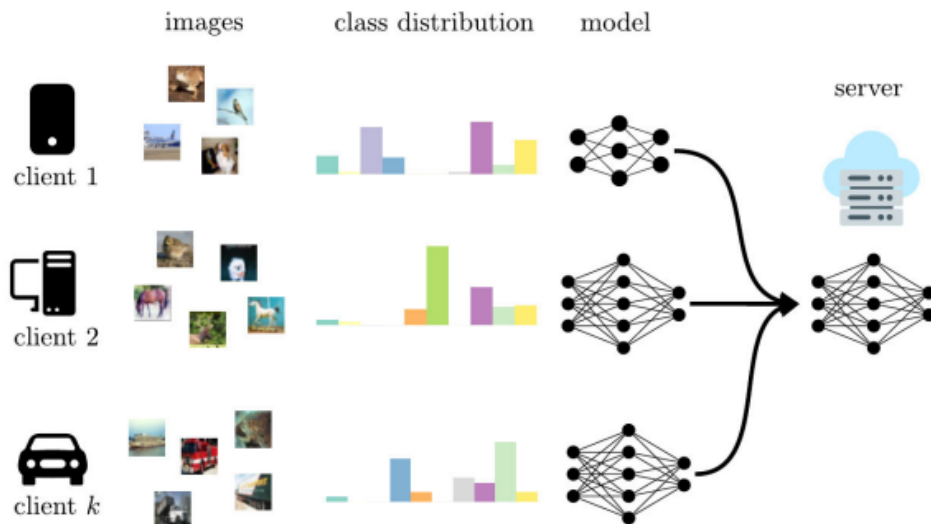 images
class distribution
model
server
client 1
client 2
client k